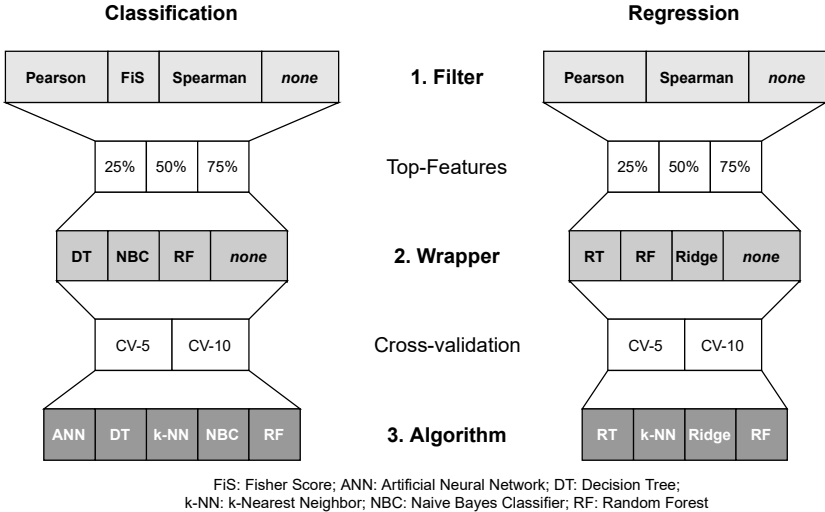 Classification
Regression
Pearson FiS Spearman none
1. Filter
Pearson Spearman none
25% 50% 75%
Top-Features
25% 50% 75%
DT NBC RF none
2. Wrapper
RT RF Ridge none
CV-5 CV-10
Cross-validation
CV-5 CV-10
ANN DT k-NN NBC RF
3. Algorithm
RT k-NN Ridge RF
FiS: Fisher Score; ANN: Artificial Neural Network; DT: Decision Tree;
k-NN: k-Nearest Neighbor; NBC: Naive Bayes Classifier; RF: Random Forest